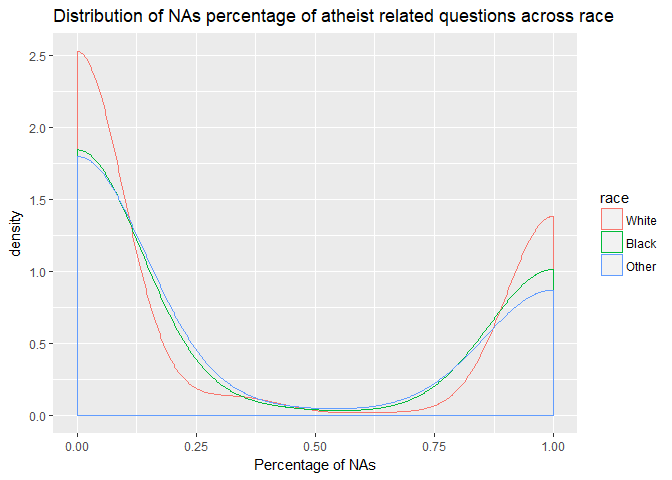 Distribution of NAs percentage of atheist related questions across race
2.5
2.0
1.5
1.0
0.5
0.0
density
0.00
0.25
0.50
0.75
1.00
Percentage of NAs
race
White
Black
Other